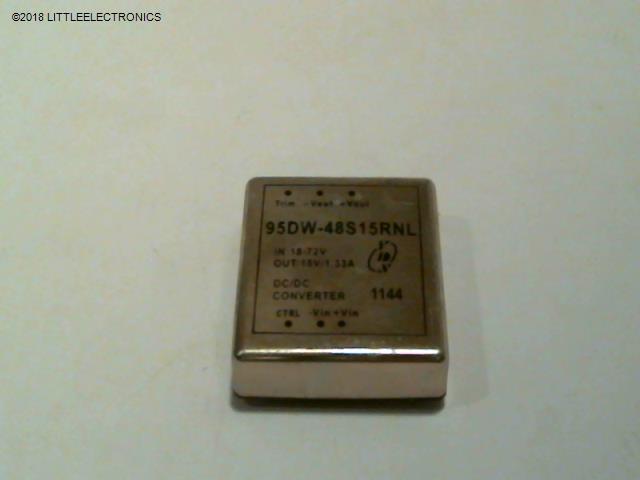 ©2018 LITTLEELECTRONICS
Trim -Vout +Vout
95DW-48S15RNL
IN:18-72V
OUT:15V/1.33A
DC/DC
CONVERTER 1144
CTRL -Vin +Vin